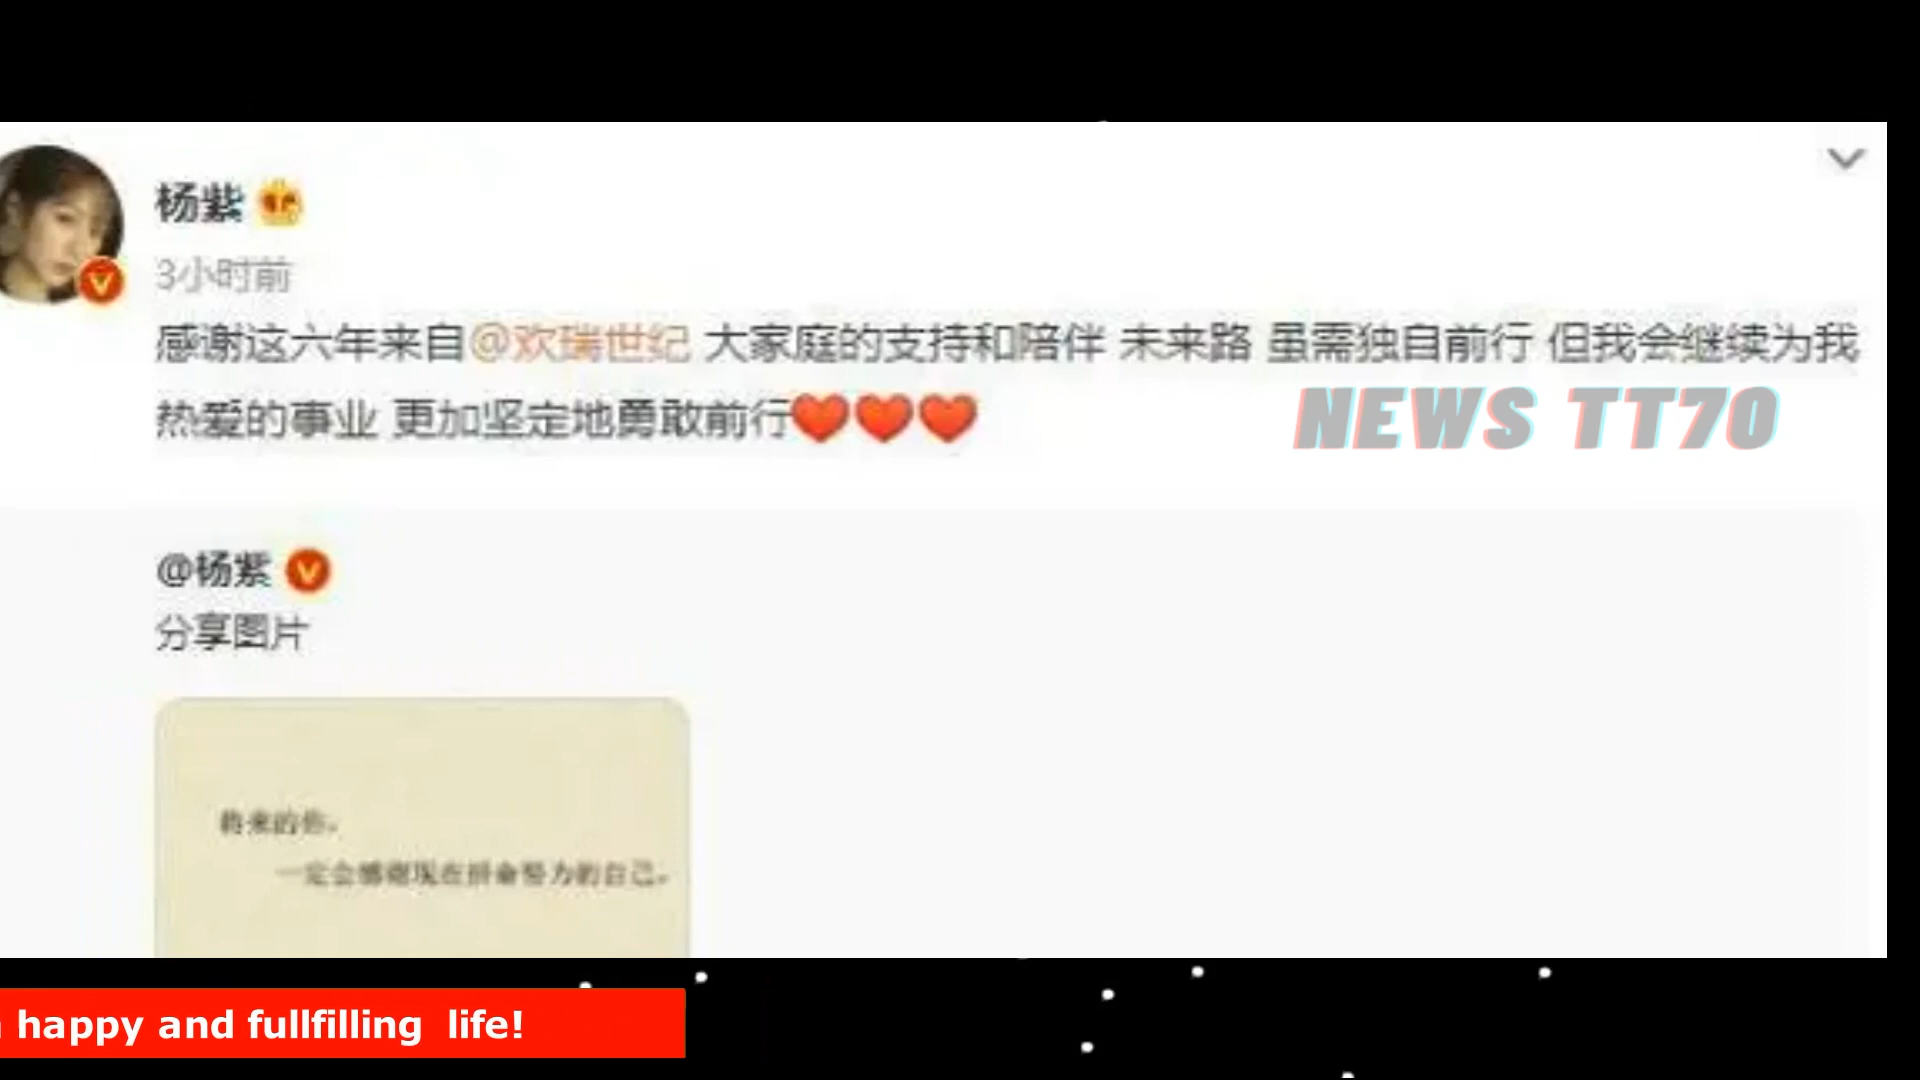 杨紫
3小时前
感谢这六年来自@欢瑞世纪 大家庭的支持和陪伴 未来路 虽需独自前行 但我会继续为我
热爱的事业 更加坚定地勇敢前行❤️❤️❤️
NEWS TT70
@杨紫
分享图片
将来的你。
一定会感谢现在拼命努力的自己。
happy and fullfilling life!